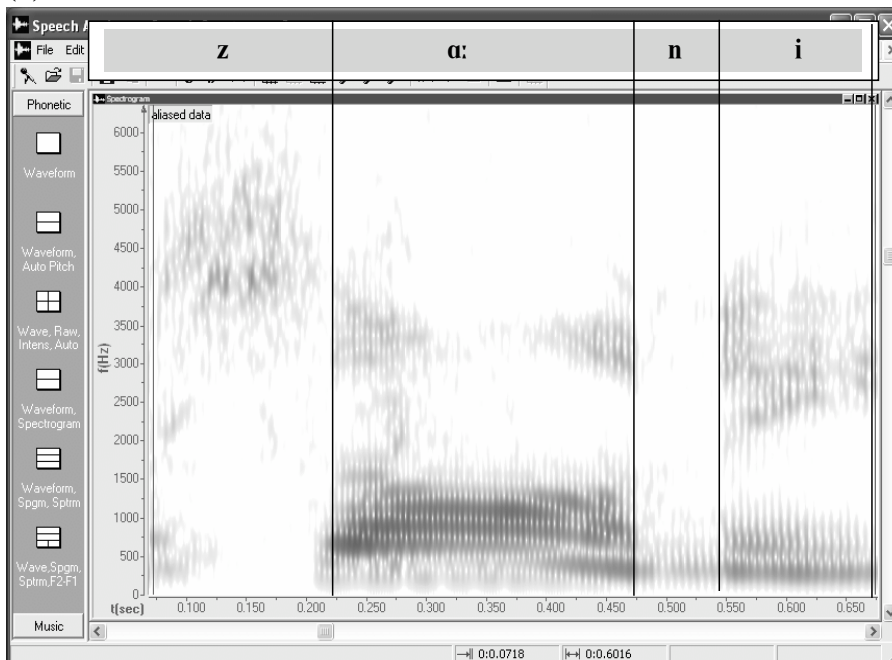 Speech A
File Edit
z ɑː n i
Phonetic
Waveform
Waveform,
Auto Pitch
Wave, Raw,
Intens, Auto
Waveform,
Spectrogram
Waveform,
Spgm, Sptrm
Wave,Spgm,
Sptrm,F2-F1
Music
Spectrogram
aliased data
f(Hz)
6000
5500
5000
4500
4000
3500
3000
2500
2000
1500
1000
500
0
t(sec) 0.100 0.150 0.200 0.250 0.300 0.350 0.400 0.450 0.500 0.550 0.600 0.650
0:0.0718 0:0.6016